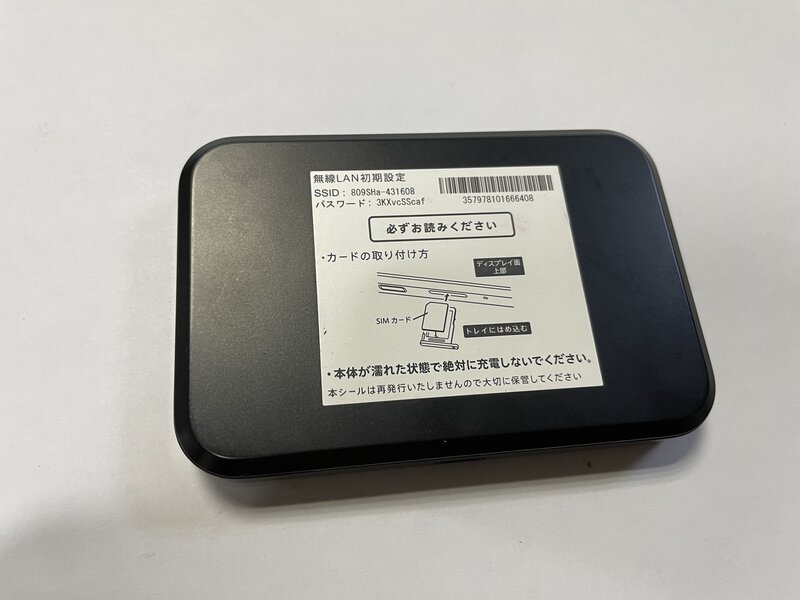 無線LAN初期設定
SSID：809SHa-431608
パスワード：3KXvcSScaf
357978101666408
必ずお読みください
・カードの取り付け方
ディスプレイ面
上部
SIMカード
トレイにはめ込む
・本体が濡れた状態で絶対に充電しないでください。
本シールは再発行いたしませんので大切に保管してください